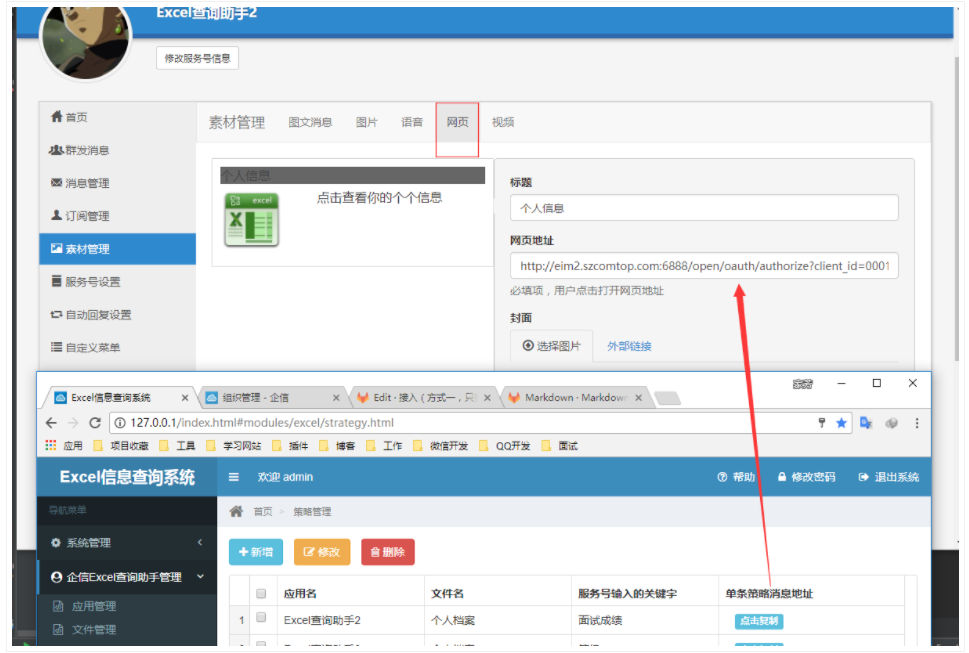 Excel查询助手2
修改服务号信息
首页
群发消息
消息管理
订阅管理
素材管理
服务号设置
自动回复设置
自定义菜单
素材管理 图文消息 图片 语音 网页 视频
个人信息
excel
点击查看你的个个信息
标题
个人信息
网页地址
http://eim2.szcomtop.com:6888/open/oauth/authorize?client_id=0001
必填项，用户点击打开网页地址
封面
选择图片 外部链接
Excel信息查询系统 组织管理 - 企信 Edit · 接入（方式一，只 Markdown · Markdown
127.0.0.1/index.html#modules/excel/strategy.html
应用 项目收藏 工具 学习网站 插件 博客 工作 微信开发 QQ开发 面试
Excel信息查询系统 欢迎 admin 帮助 修改密码 退出系统
导航菜单
系统管理
企信Excel查询助手管理
应用管理
文件管理
首页 > 策略管理
新增 修改 删除
应用名 文件名 服务号输入的关键字 单条策略消息地址
1 Excel查询助手2 个人档案 面试成绩 点击复制